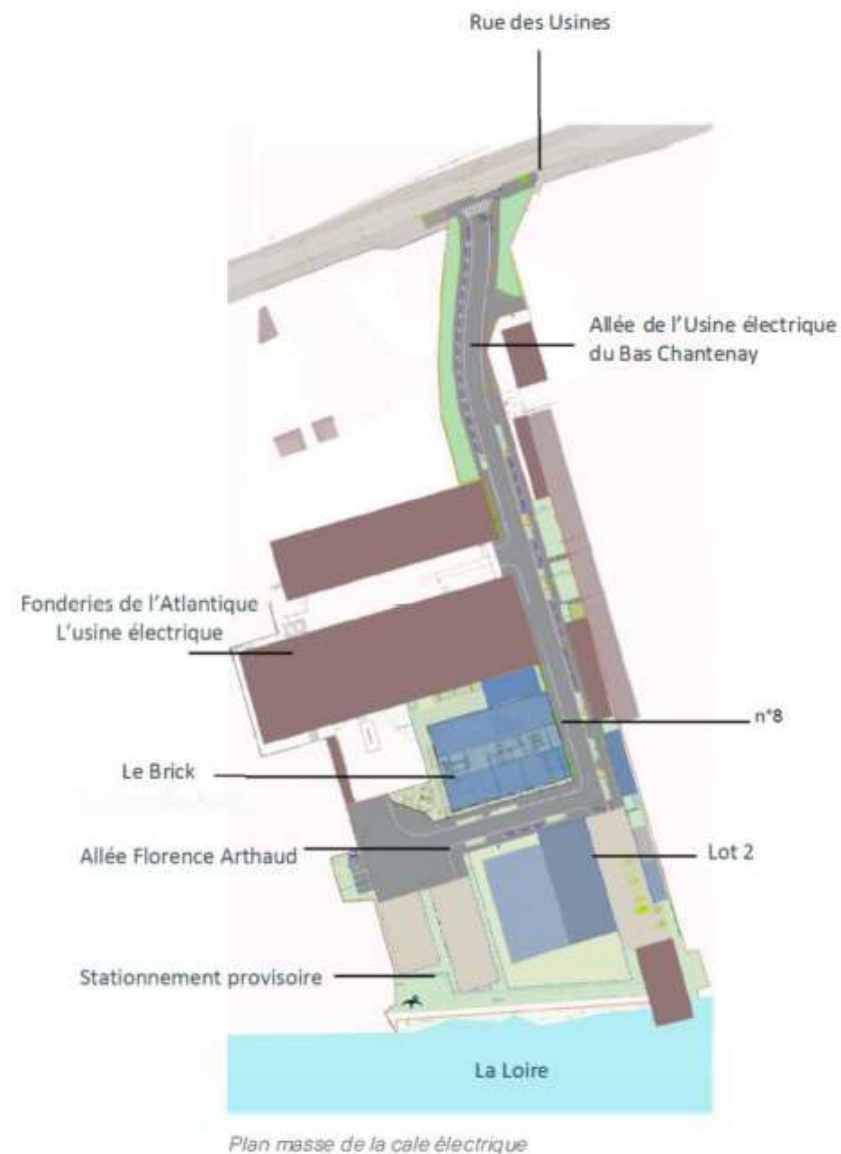 Rue des Usines
Allée de l'Usine électrique
du Bas Chantenay
Fonderies de l'Atlantique
L'usine électrique
n°8
Le Brick
Allée Florence Arthaud
Lot 2
Stationnement provisoire
La Loire
Plan masse de la cale électrique